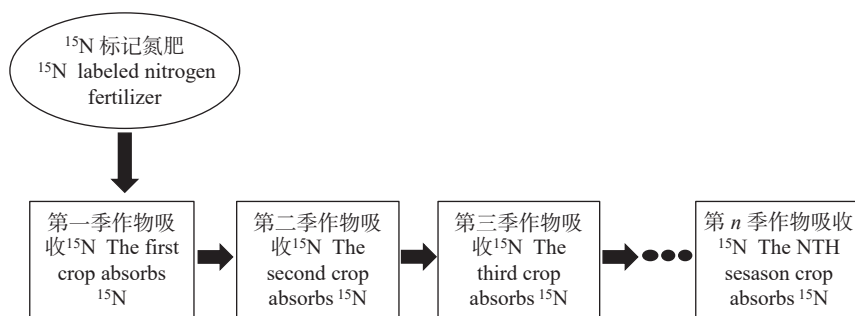 ¹⁵N 标记氮肥
¹⁵N labeled nitrogen
fertilizer
第一季作物吸
收¹⁵N The first
crop absorbs
¹⁵N
第二季作物吸
收¹⁵N The
second crop
absorbs ¹⁵N
第三季作物吸
收¹⁵N The
third crop
absorbs ¹⁵N
第 n 季作物吸收
¹⁵N The NTH
sesason crop
absorbs ¹⁵N